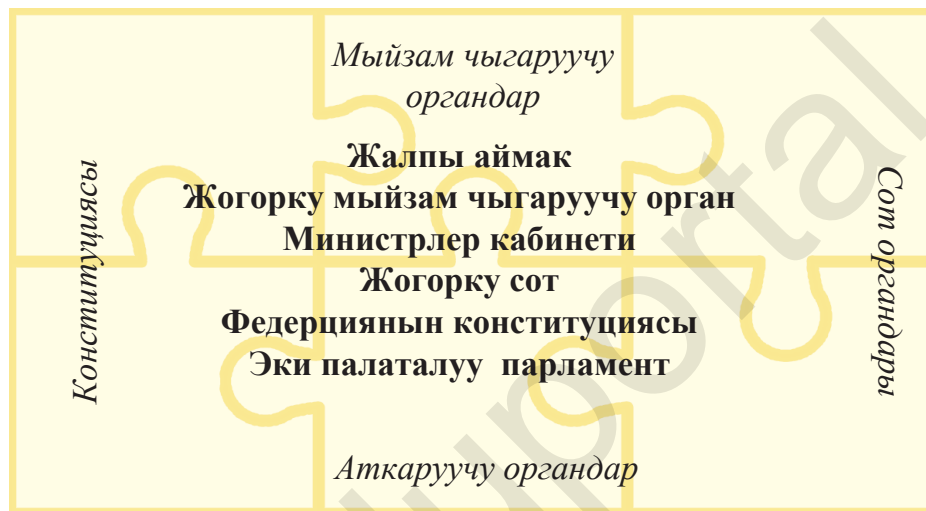 Мыйзам чыгаруучу
органдар
Конституциясы
Жалпы аймак
Жогорку мыйзам чыгаруучу орган
Министрлер кабинети
Жогорку сот
Федерциянын конституциясы
Эки палаталуу парламент
Сот органдары
Аткаруучу органдар